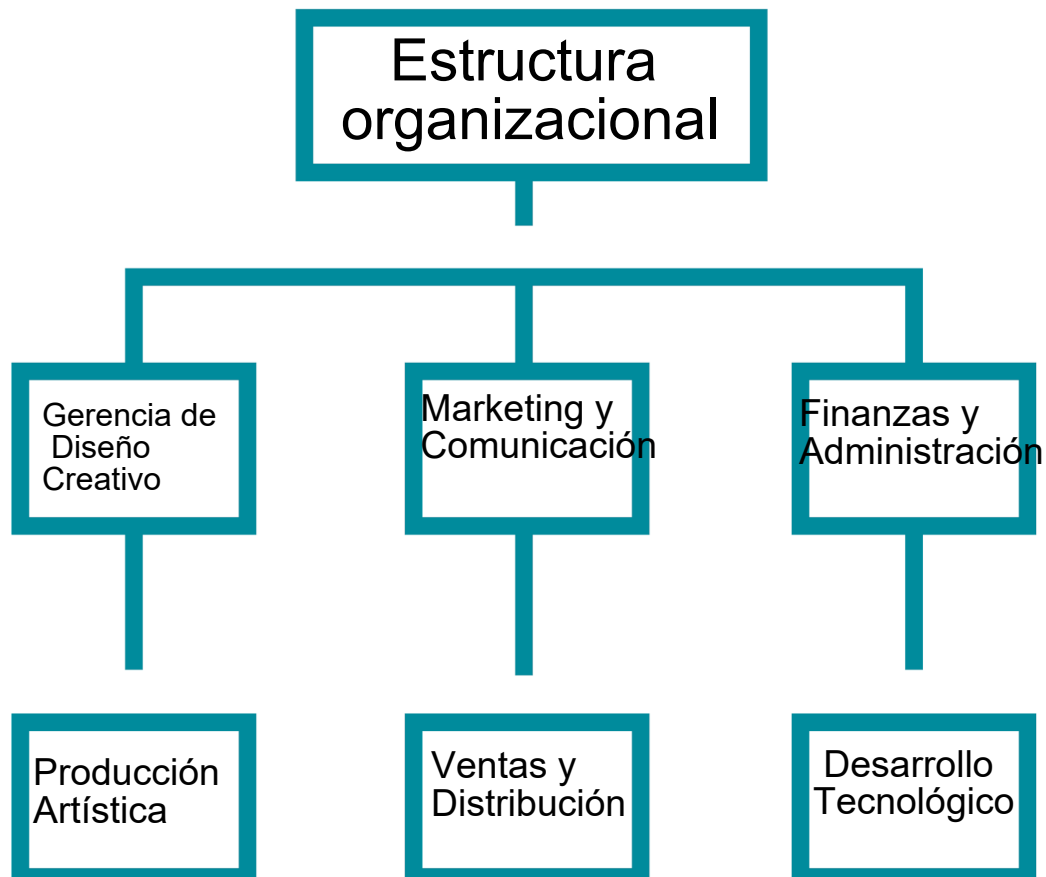 Estructura
organizacional
Gerencia de
Diseño
Creativo
Marketing y
Comunicación
Finanzas y
Administración
Producción
Artística
Ventas y
Distribución
Desarrollo
Tecnológico